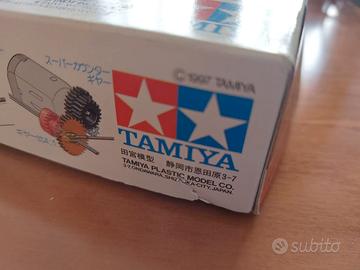 スーパーカウンター
ギヤー
© 1997 TAMIYA
TAMIYA
田宮模型 静岡市恩田原3-7
TAMIYA PLASTIC MODEL CO.
3-7, ONDAWARA, SHIZUOKA-CITY, JAPAN.
subito